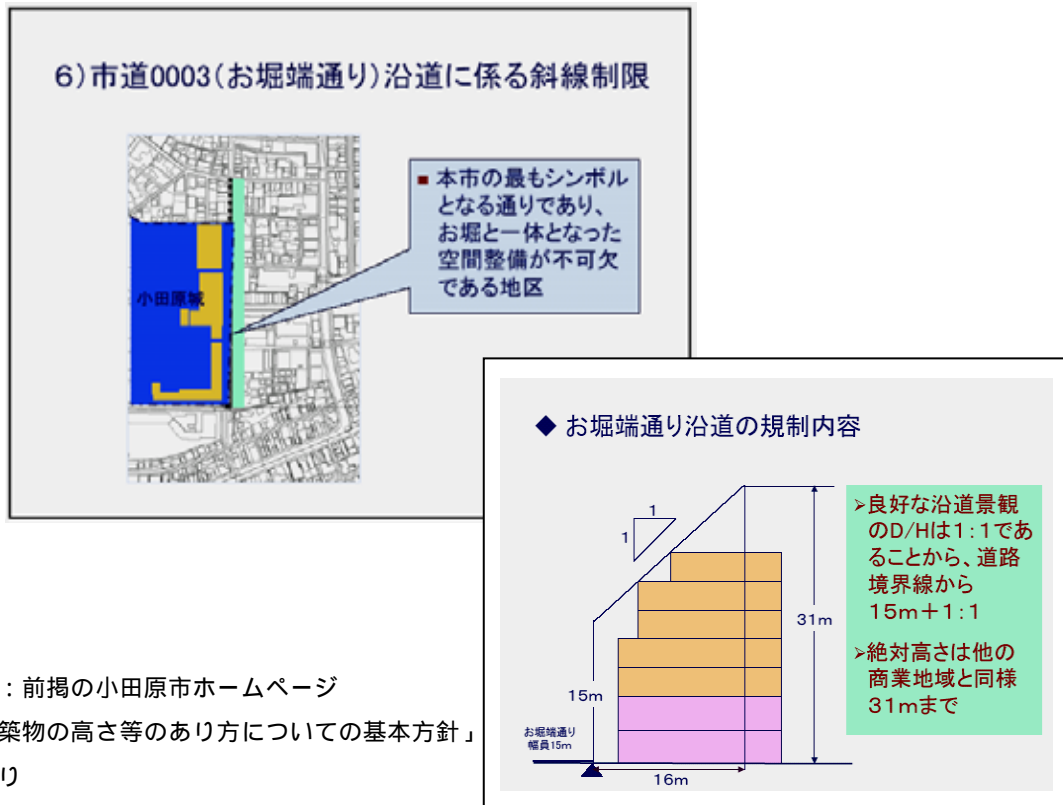 6)市道0003(お堀端通り)沿道に係る斜線制限
■ 本市の最もシンボル
となる通りであり、
お堀と一体となった
空間整備が不可欠
である地区
小田原城
◆ お堀端通り沿道の規制内容
1
1
31m
15m
お堀端通り
幅員15m
16m
➢良好な沿道景観
のD/Hは1:1であ
ることから、道路
境界線から
15m+1:1
➢絶対高さは他の
商業地域と同様
31mまで
:前掲の小田原市ホームページ
築物の高さ等のあり方についての基本方針」
り